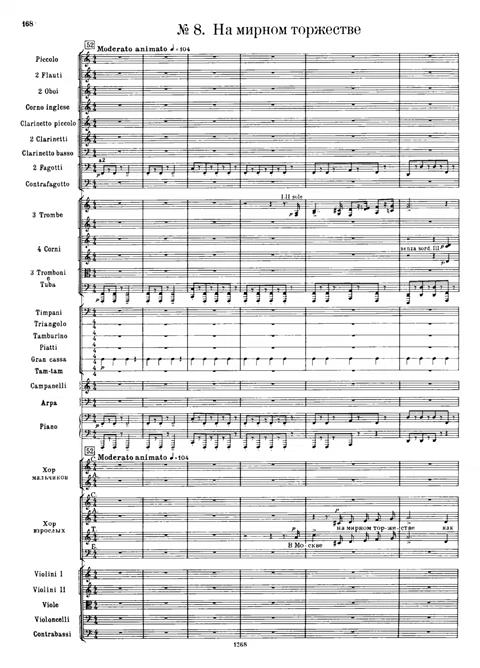 168
№ 8. На мирном торжестве
52 Moderato animato ♩=104
Piccolo
2 Flauti
2 Oboi
Corno inglese
Clarinetto piccolo
2 Clarinetti
Clarinetto basso
a2
2 Fagotti
Contrafagotto
I-II sole
3 Trombe
4 Corni
senza sord. III
3 Tromboni
e
Tuba
p
Timpani
Triangolo
Tamburino
Piatti
Gran cassa
p
Tam-tam
Campanelli
Arpa
Piano
p
52 Moderato animato ♩=104
Хор
мальчиков
С.
А.
Хор
взрослых
С.
А.
Т.
Б.
p
на мирном тор-же-стве как
В Мо - скве
Violini I
Violini II
Viole
Violoncelli
Contrabassi
1268